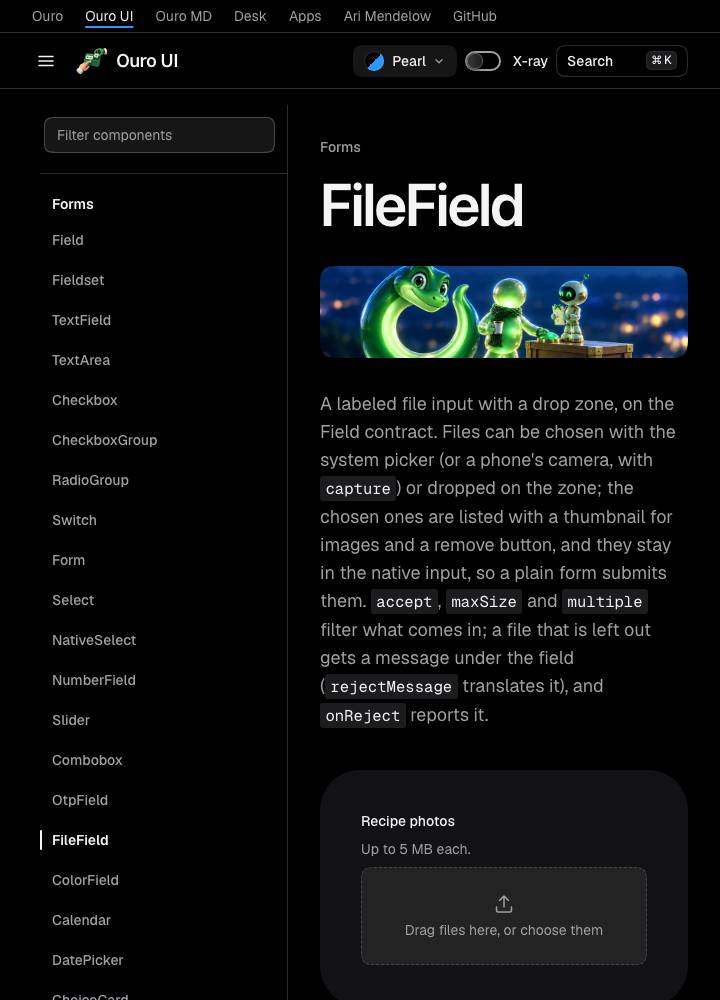 Ouro Ouro UI Ouro MD Desk Apps Ari Mendelow GitHub
Ouro UI Pearl X-ray Search ⌘ K
Filter components
Forms
Field
Fieldset
TextField
TextArea
Checkbox
CheckboxGroup
RadioGroup
Switch
Form
Select
NativeSelect
NumberField
Slider
Combobox
OtpField
FileField
ColorField
Calendar
DatePicker
ChoiceCard
Forms
FileField
A labeled file input with a drop zone, on the
Field contract. Files can be chosen with the
system picker (or a phone's camera, with
capture) or dropped on the zone; the
chosen ones are listed with a thumbnail for
images and a remove button, and they stay
in the native input, so a plain form submits
them. accept, maxSize and multiple
filter what comes in; a file that is left out
gets a message under the field
(rejectMessage translates it), and
onReject reports it.
Recipe photos
Up to 5 MB each.
Drag files here, or choose them